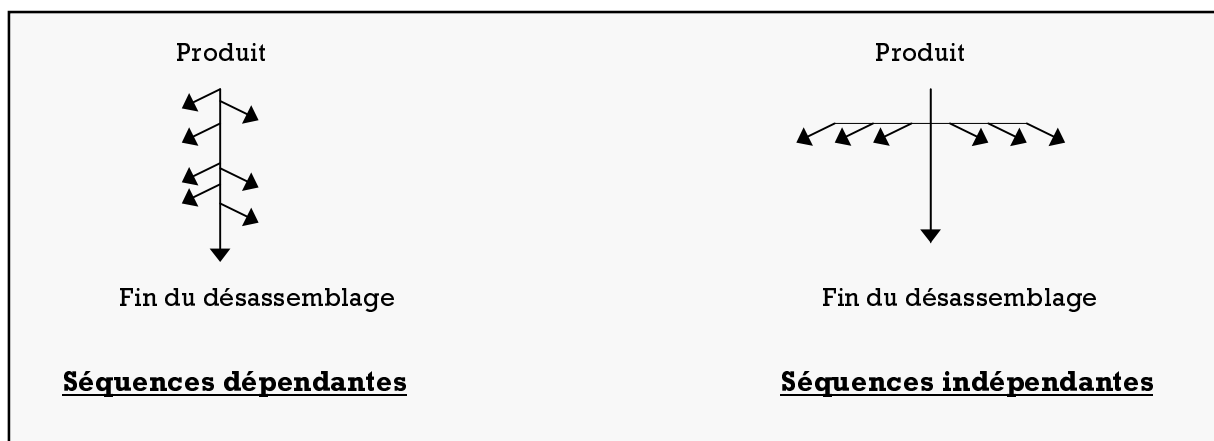 Produit
Fin du désassemblage
Séquences dépendantes
Produit
Fin du désassemblage
Séquences indépendantes